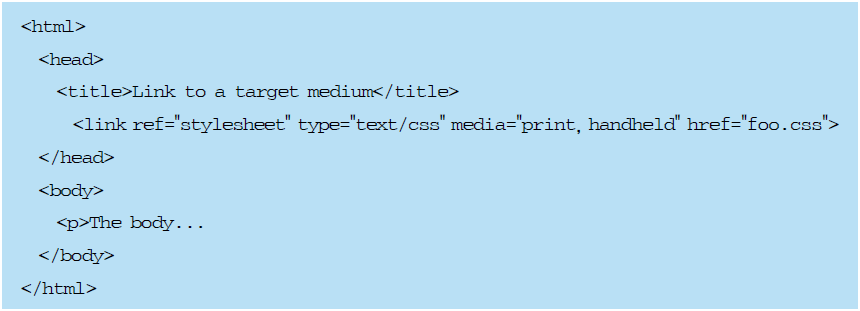 <html>
<head>
<title>Link to a target medium</title>
<link ref="stylesheet" type="text/css" media="print, handheld" href="foo.css">
</head>
<body>
<p>The body...
</body>
</html>